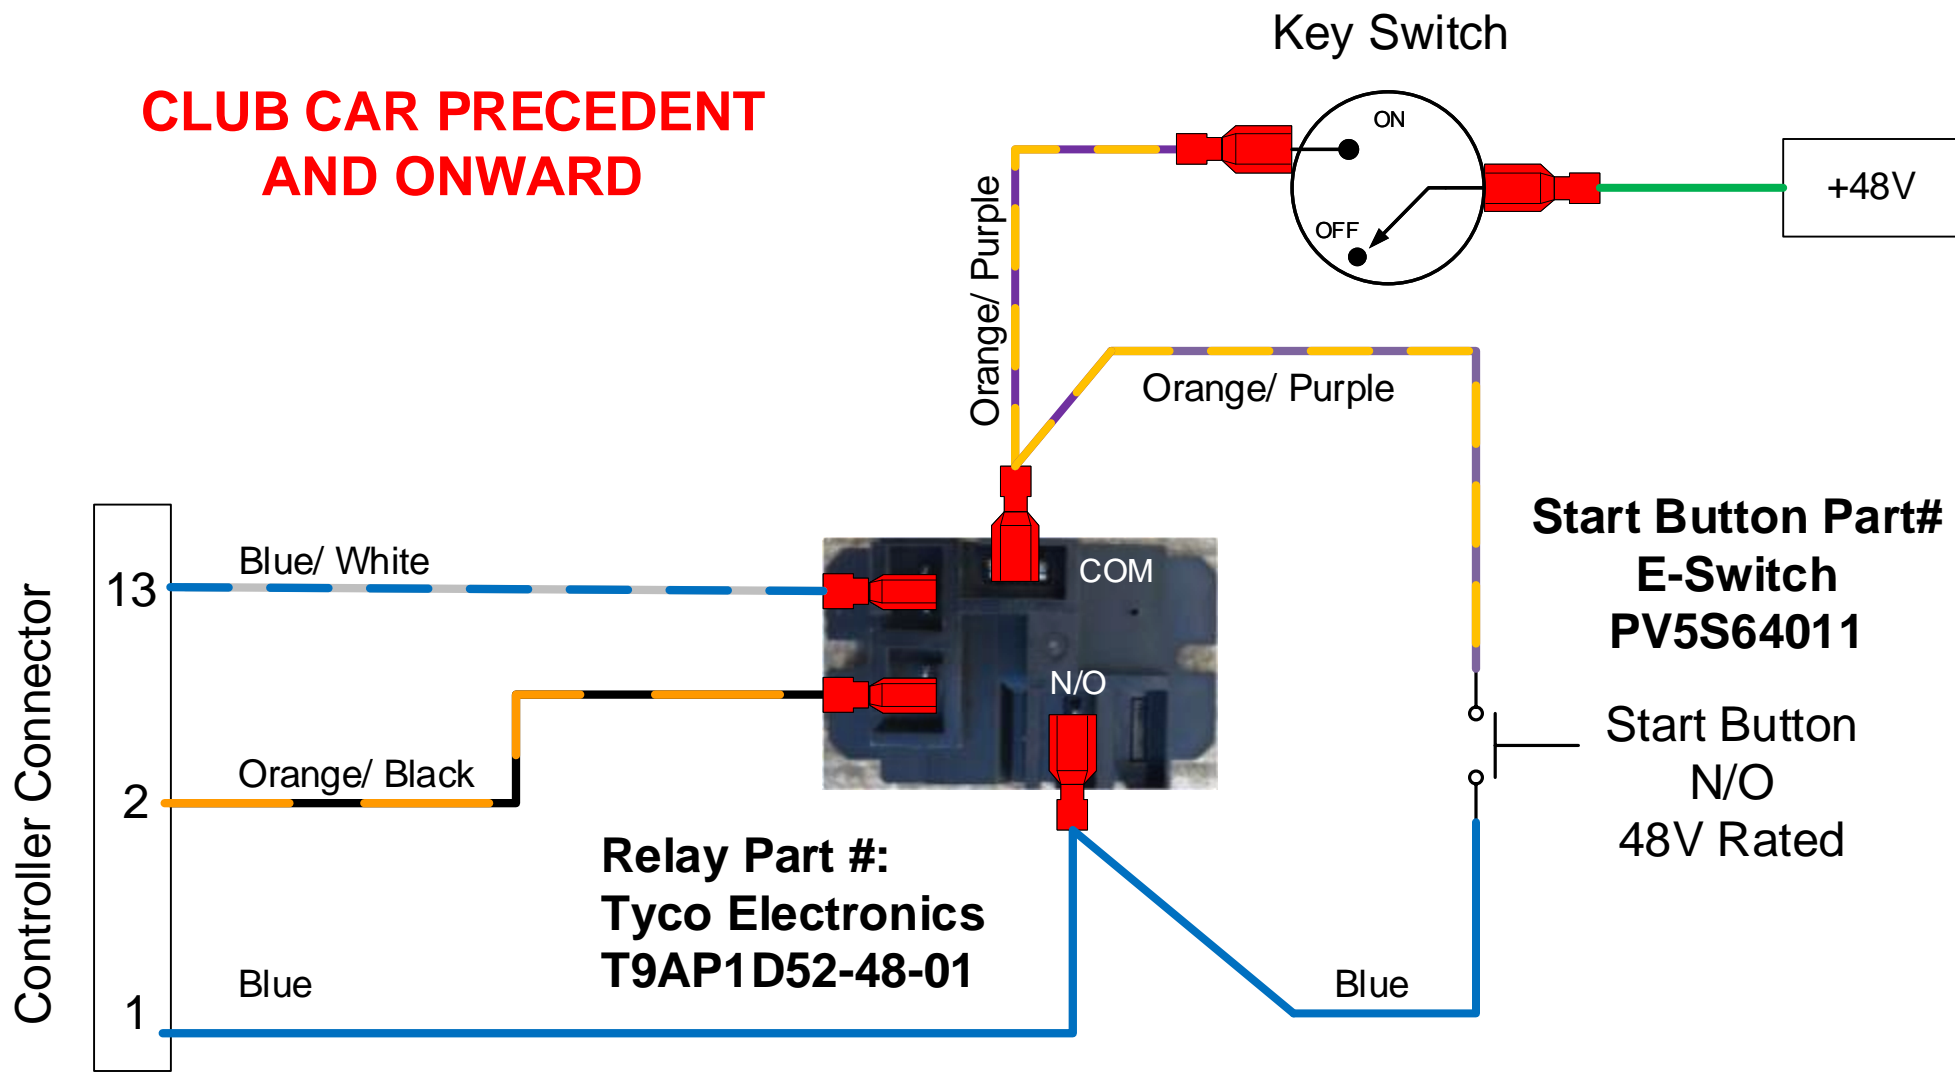 Key Switch
CLUB CAR PRECEDENT
AND ONWARD
ON
OFF
+48V
Orange/ Purple
Orange/ Purple
Start Button Part#
E-Switch
PV5S64011
Controller Connector
13
Blue/ White
COM
N/O
Start Button
N/O
48V Rated
2
Orange/ Black
Relay Part #:
Tyco Electronics
T9AP1D52-48-01
1
Blue
Blue